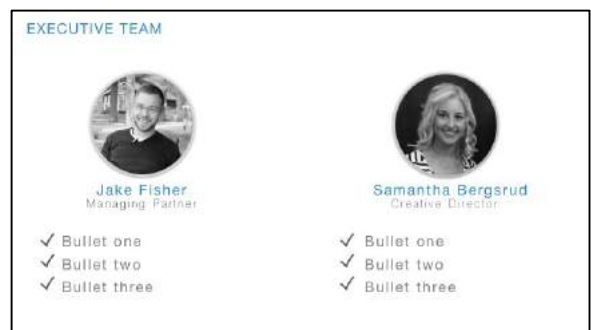 EXECUTIVE TEAM
Jake Fisher
Managing Partner
Bullet one
Bullet two
Bullet three
Samantha Bergsrud
Creative Director
Bullet one
Bullet two
Bullet three